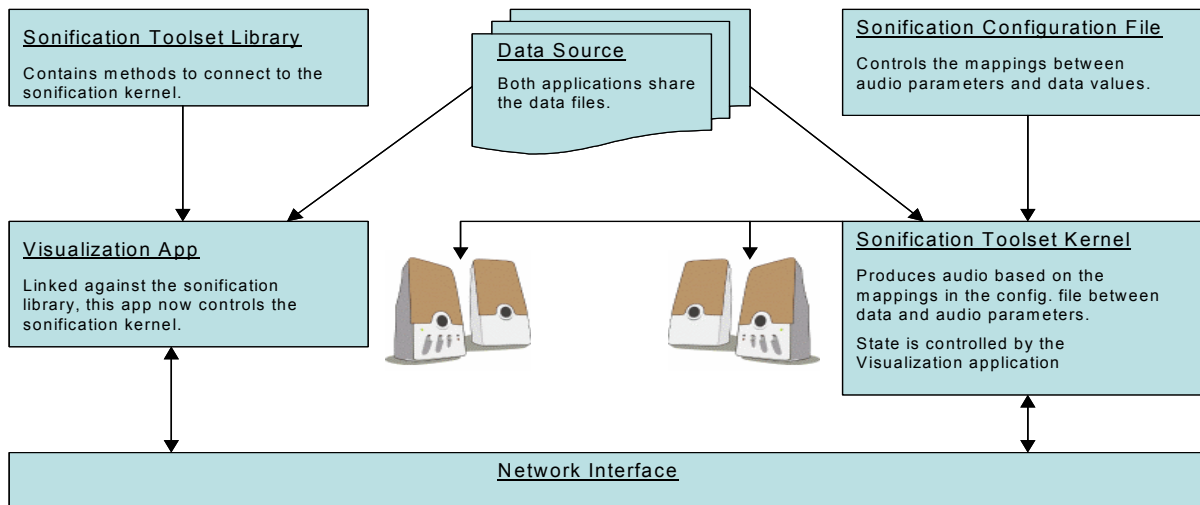 Sonification Toolset Library
Contains methods to connect to the
sonification kernel.
Data Source
Both applications share
the data files.
Sonification Configuration File
Controls the mappings between
audio parameters and data values.
Visualization App
Linked against the sonification
library, this app now controls the
sonification kernel.
Sonification Toolset Kernel
Produces audio based on the
mappings in the config. file between
data and audio parameters.
State is controlled by the
Visualization application
Network Interface